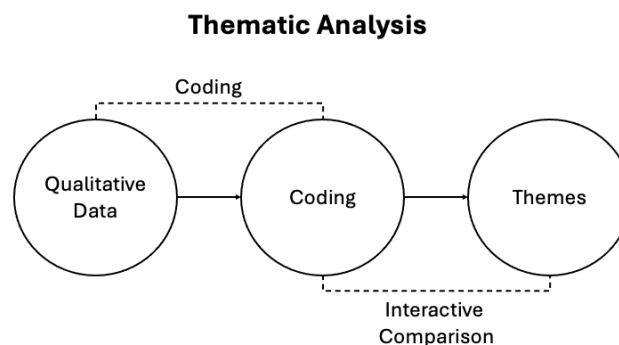 Thematic Analysis
Coding
Qualitative
Data
Coding
Themes
Interactive
Comparison